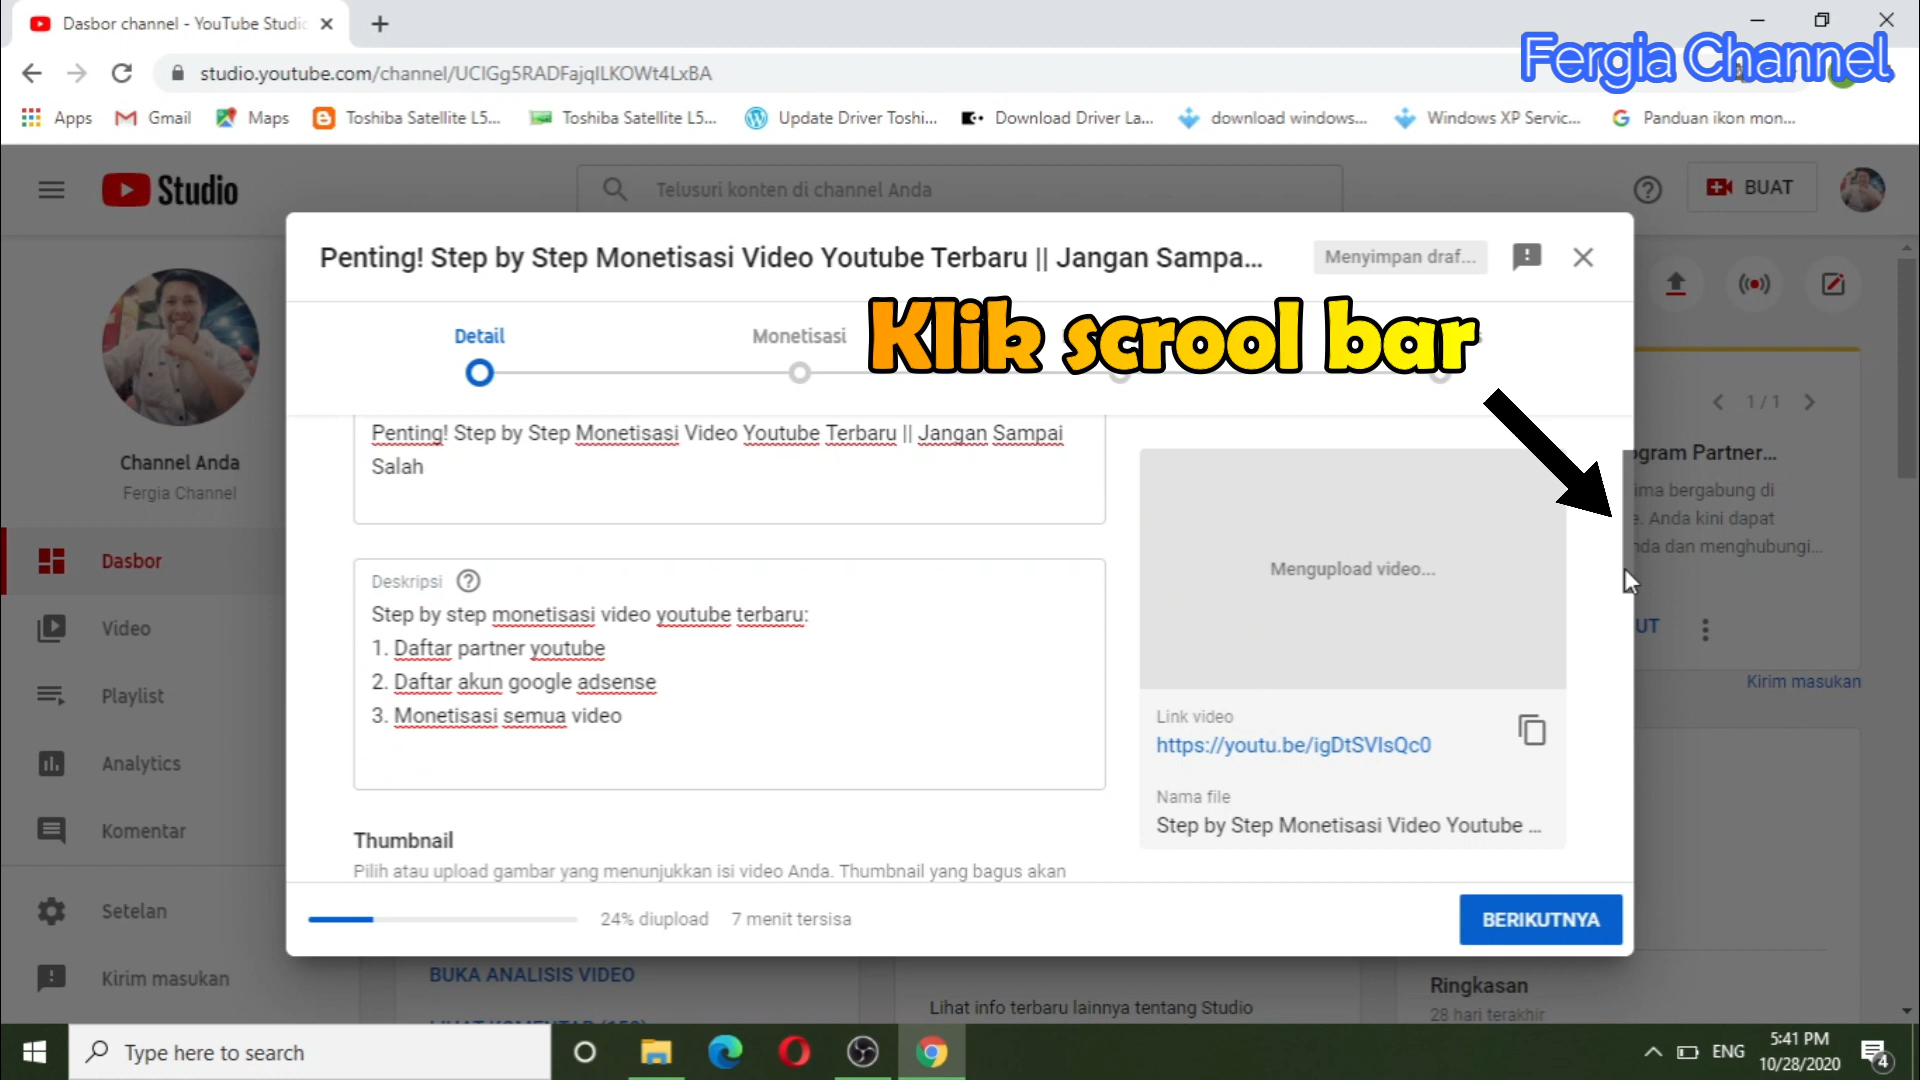 Dasbor channel - YouTube Studi
studio.youtube.com/channel/UCIGg5RADFajqILKOWt4LxBA
Fergia Channel
Apps
Gmail
Maps
Toshiba Satellite L5...
Toshiba Satellite L5...
Update Driver Toshi...
Download Driver La...
download windows...
Windows XP Servic...
Panduan ikon mon...
Studio
Telusuri konten di channel Anda
BUAT
Penting! Step by Step Monetisasi Video Youtube Terbaru || Jangan Sampa...
Menyimpan draf...
Detail
Monetisasi
Klik scrool bar
1 / 1
Penting! Step by Step Monetisasi Video Youtube Terbaru || Jangan Sampai
Salah
Channel Anda
Fergia Channel
Dasbor
Video
Playlist
Analytics
Komentar
Setelan
Kirim masukan
Deskripsi
Step by step monetisasi video youtube terbaru:
1. Daftar partner youtube
2. Daftar akun google adsense
3. Monetisasi semua video
Mengupload video...
Link video
https://youtu.be/igDtSVIsQc0
Nama file
Step by Step Monetisasi Video Youtube ...
ogram Partner...
ima bergabung di
e. Anda kini dapat
nda dan menghubungi...
UT
Kirim masukan
Thumbnail
Pilih atau upload gambar yang menunjukkan isi video Anda. Thumbnail yang bagus akan
24% diupload
7 menit tersisa
BERIKUTNYA
BUKA ANALISIS VIDEO
Lihat info terbaru lainnya tentang Studio
Ringkasan
28 hari terakhir
Type here to search
ENG
5:41 PM
10/28/2020
4